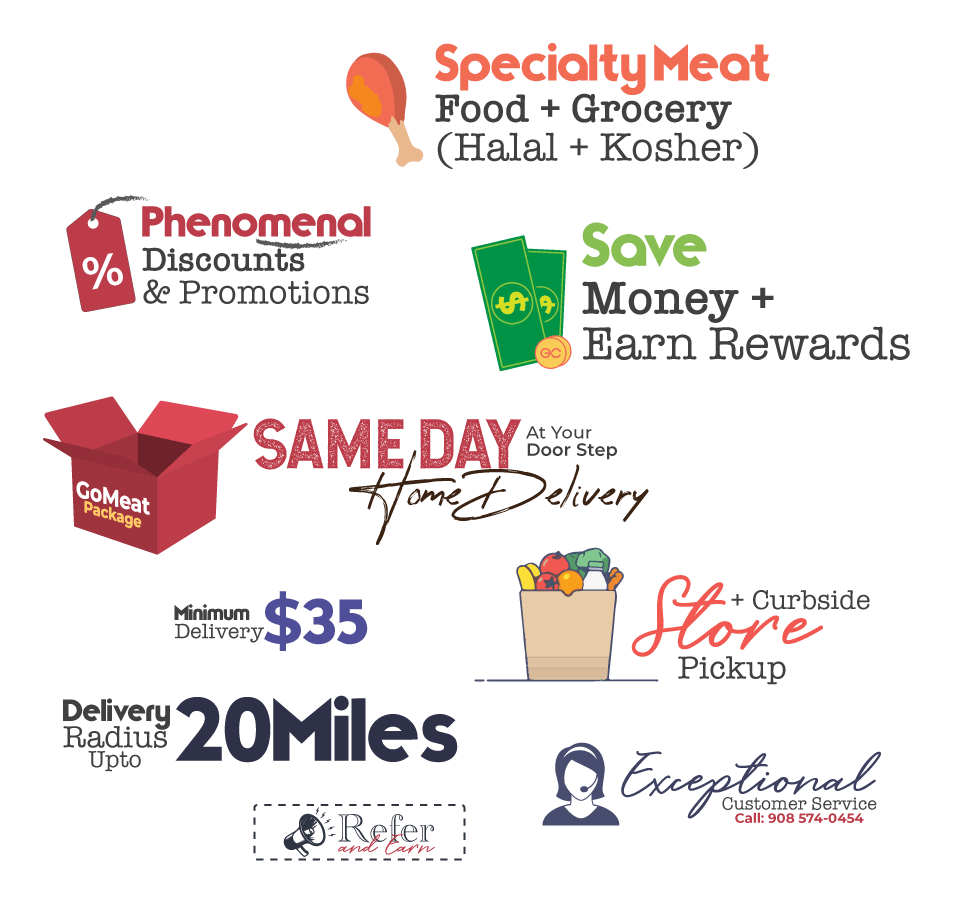 Specialty Meat
Food + Grocery
(Halal + Kosher)
%
Phenomenal
Discounts
& Promotions
$ $
GC
Save
Money +
Earn Rewards
GoMeat
Package
SAME DAY
At Your
Door Step
Home Delivery
Minimum
Delivery
$35
Store
+ Curbside
Pickup
Delivery
Radius
Upto
20Miles
Exceptional
Customer Service
Call: 908 574-0454
Refer
and Earn